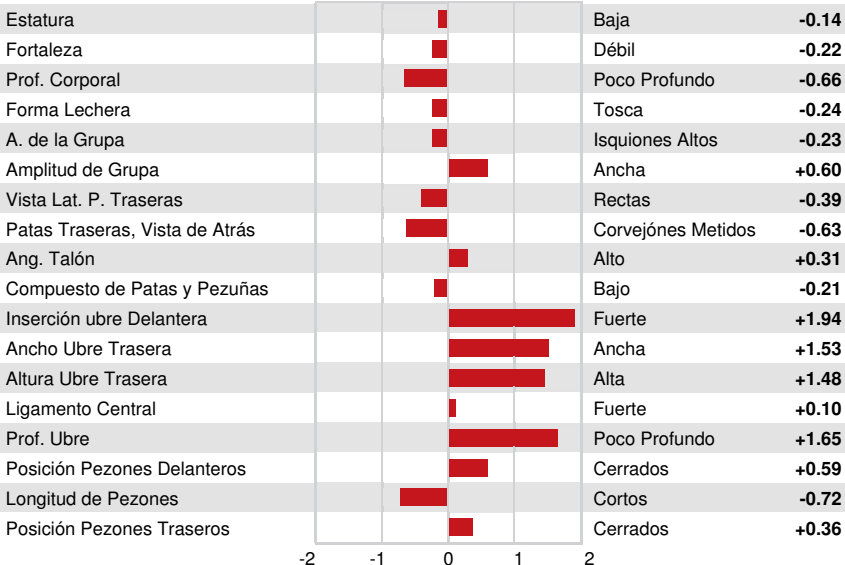 Estatura Baja -0.14
Fortaleza Débil -0.22
Prof. Corporal Poco Profundo -0.66
Forma Lechera Tosca -0.24
A. de la Grupa Isquiones Altos -0.23
Amplitud de Grupa Ancha +0.60
Vista Lat. P. Traseras Rectas -0.39
Patas Traseras, Vista de Atrás Corvejónes Metidos -0.63
Ang. Talón Alto +0.31
Compuesto de Patas y Pezuñas Bajo -0.21
Inserción ubre Delantera Fuerte +1.94
Ancho Ubre Trasera Ancha +1.53
Altura Ubre Trasera Alta +1.48
Ligamento Central Fuerte +0.10
Prof. Ubre Poco Profundo +1.65
Posición Pezones Delanteros Cerrados +0.59
Longitud de Pezones Cortos -0.72
Posición Pezones Traseros Cerrados +0.36
-2 -1 0 1 2